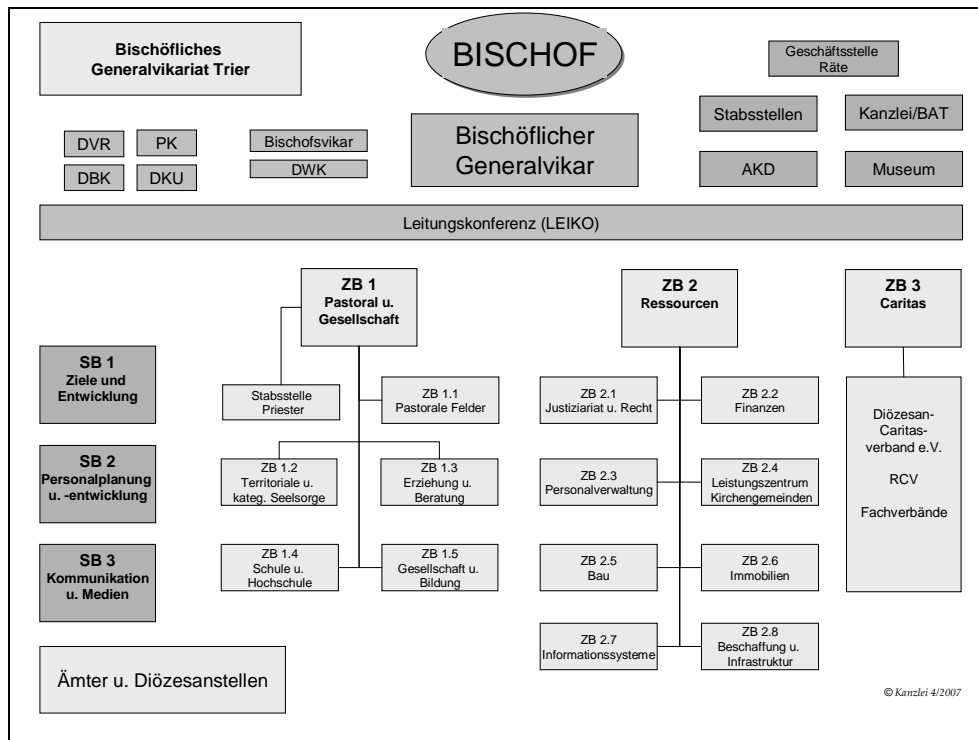 Bischöfliches
Generalvikariat Trier
BISCHOF
Geschäftsstelle
Räte
Stabsstellen
Kanzlei/BAT
DVR
PK
Bischofsvikar
Bischöflicher
Generalvikar
DBK
DKU
DWK
AKD
Museum
Leitungskonferenz (LEIKO)
ZB 1
Pastoral u.
Gesellschaft
ZB 2
Ressourcen
ZB 3
Caritas
SB 1
Ziele und
Entwicklung
Stabsstelle
Priester
ZB 1.1
Pastorale Felder
ZB 2.1
Justiziariat u. Recht
ZB 2.2
Finanzen
Diözesan-
Caritas-
verband e.V.
RCV
Fachverbände
SB 2
Personalplanung
u. -entwicklung
ZB 1.2
Territoriale u.
kateg. Seelsorge
ZB 1.3
Erziehung u.
Beratung
ZB 2.3
Personalverwaltung
ZB 2.4
Leistungszentrum
Kirchengemeinden
SB 3
Kommunikation
u. Medien
ZB 1.4
Schule u.
Hochschule
ZB 1.5
Gesellschaft u.
Bildung
ZB 2.5
Bau
ZB 2.6
Immobilien
ZB 2.7
Informationssysteme
ZB 2.8
Beschaffung u.
Infrastruktur
Ämter u. Diözesanstellen
© Kanzlei 4/2007